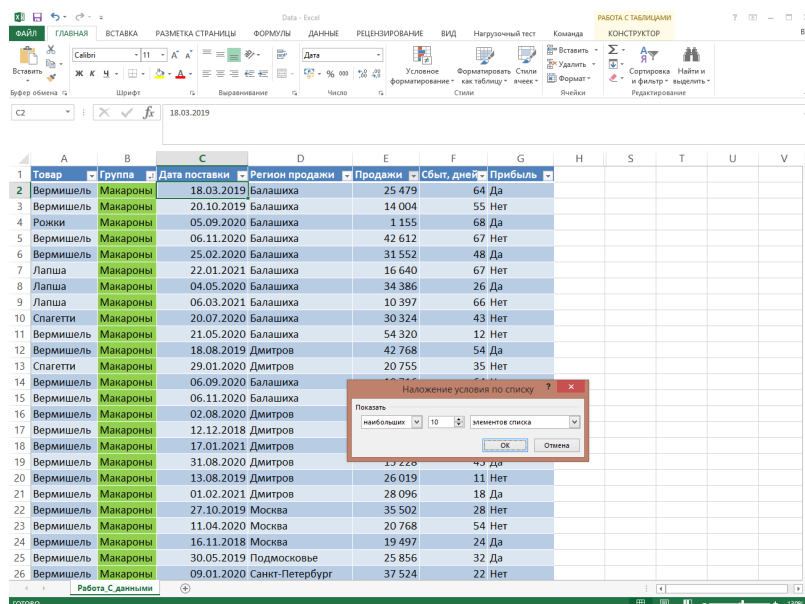 Data - Excel
РАБОТА С ТАБЛИЦАМИ
ФАЙЛ ГЛАВНАЯ ВСТАВКА РАЗМЕТКА СТРАНИЦЫ ФОРМУЛЫ ДАННЫЕ РЕЦЕНЗИРОВАНИЕ ВИД Нагрузочный тест Команда КОНСТРУКТОР
Вставить
Calibri 11
Дата
Условное форматирование
Форматировать как таблицу
Стили ячеек
Вставить
Удалить
Формат
Сортировка и фильтр
Найти и выделить
Буфер обмена Шрифт Выравнивание Число Стили Ячейки Редактирование
C2 fx 18.03.2019
A B C D E F G H S T U V
1 Товар Группа Дата поставки Регион продажи Продажи Сбыт, дней Прибыль
2 Вермишель Макароны 18.03.2019 Балашиха 25 479 64 Да
3 Вермишель Макароны 20.10.2019 Балашиха 14 004 55 Нет
4 Рожки Макароны 05.09.2020 Балашиха 1 155 68 Да
5 Вермишель Макароны 06.11.2020 Балашиха 42 612 67 Нет
6 Вермишель Макароны 25.02.2020 Балашиха 31 552 48 Да
7 Лапша Макароны 22.01.2021 Балашиха 16 640 67 Нет
8 Лапша Макароны 04.05.2020 Балашиха 34 386 26 Да
9 Лапша Макароны 06.03.2021 Балашиха 10 397 66 Нет
10 Спагетти Макароны 20.07.2020 Балашиха 30 324 43 Нет
11 Вермишель Макароны 21.05.2020 Балашиха 54 320 12 Нет
12 Вермишель Макароны 18.08.2019 Дмитров 42 768 54 Да
13 Спагетти Макароны 29.01.2020 Дмитров 20 755 35 Нет
14 Вермишель Макароны 06.09.2020 Балашиха
15 Вермишель Макароны 06.11.2020 Балашиха
16 Вермишель Макароны 02.08.2020 Дмитров
17 Вермишель Макароны 12.12.2018 Дмитров
18 Вермишель Макароны 17.01.2021 Дмитров
Наложение условия по списку ?
Показать
наибольших 10 элементов списка
ОК Отмена
19 Вермишель Макароны 31.08.2020 Дмитров 15 228 45 Да
20 Вермишель Макароны 13.08.2019 Дмитров 26 019 11 Нет
21 Вермишель Макароны 01.02.2021 Дмитров 28 096 18 Да
22 Вермишель Макароны 27.10.2019 Москва 35 502 28 Нет
23 Вермишель Макароны 11.04.2020 Москва 20 768 54 Нет
24 Вермишель Макароны 16.11.2018 Москва 19 497 24 Да
25 Вермишель Макароны 30.05.2019 Подмосковье 25 856 32 Да
26 Вермишель Макароны 09.01.2020 Санкт-Петербург 37 524 22 Нет
Работа_С_данными